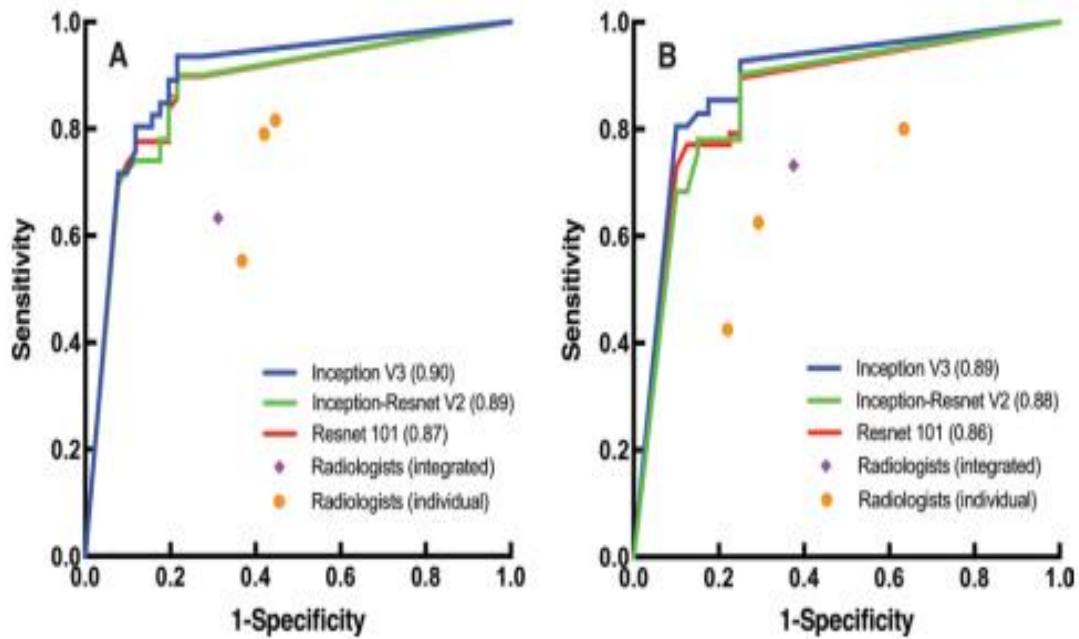 A
1.0
0.8
0.6
0.4
0.2
0.0
Sensitivity
Inception V3 (0.90)
Inception-Resnet V2 (0.89)
Resnet 101 (0.87)
Radiologists (integrated)
Radiologists (individual)
0.0 0.2 0.4 0.6 0.8 1.0
1-Specificity
B
1.0
0.8
0.6
0.4
0.2
0.0
Sensitivity
Inception V3 (0.89)
Inception-Resnet V2 (0.88)
Resnet 101 (0.86)
Radiologists (integrated)
Radiologists (individual)
0.0 0.2 0.4 0.6 0.8 1.0
1-Specificity